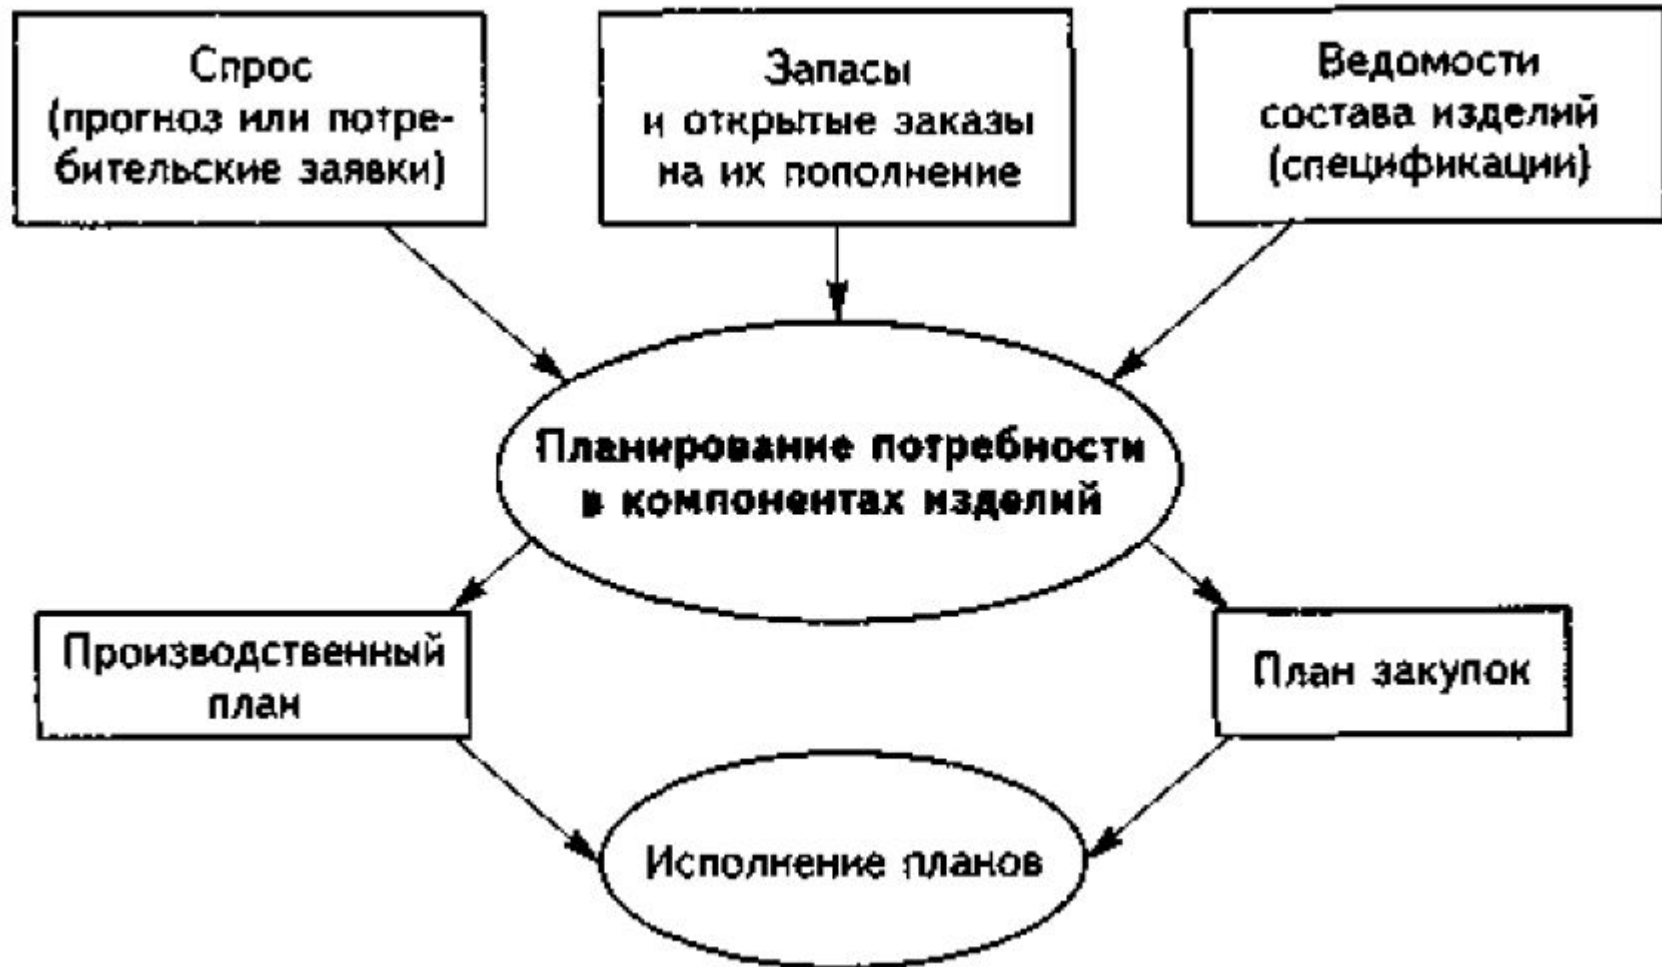 Спрос
(прогноз или потре-
бительские заявки)
Запасы
и открытые заказы
на их пополнение
Ведомости
состава изделий
(спецификации)
Планирование потребности
в компонентах изделий
Производственный
план
План закупок
Исполнение планов